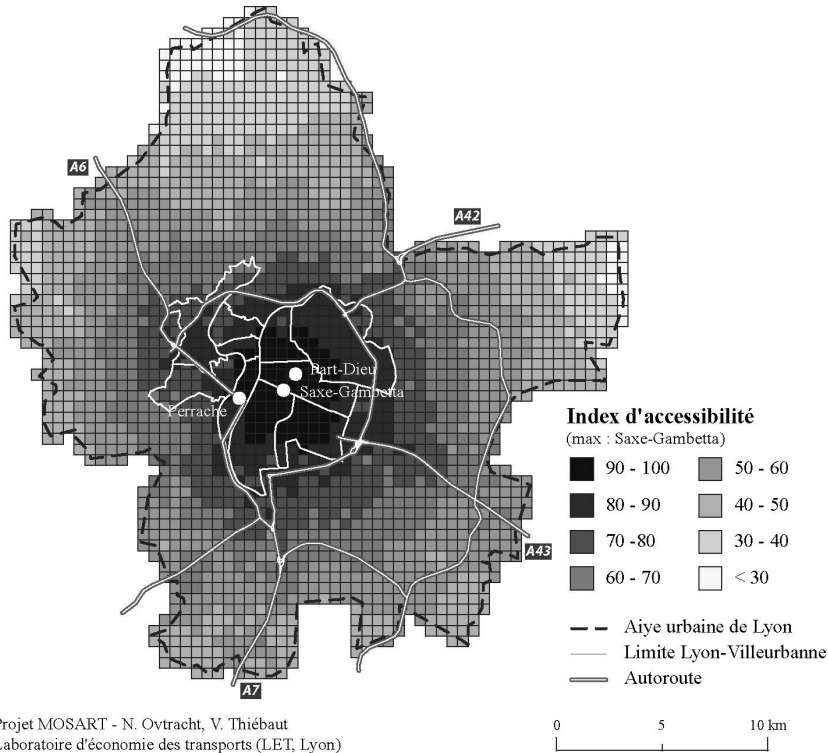 A6
A42
Part-Dieu
Saxe-Gambetta
Perrache
A43
A7
Index d'accessibilité
(max : Saxe-Gambetta)
90 - 100
80 - 90
70 -80
60 - 70
50 - 60
40 - 50
30 - 40
< 30
Aiye urbaine de Lyon
Limite Lyon-Villeurbanne
Autoroute
Projet MOSART - N. Ovtracht, V. Thiébaut
Laboratoire d'économie des transports (LET, Lyon)
0 5 10 km